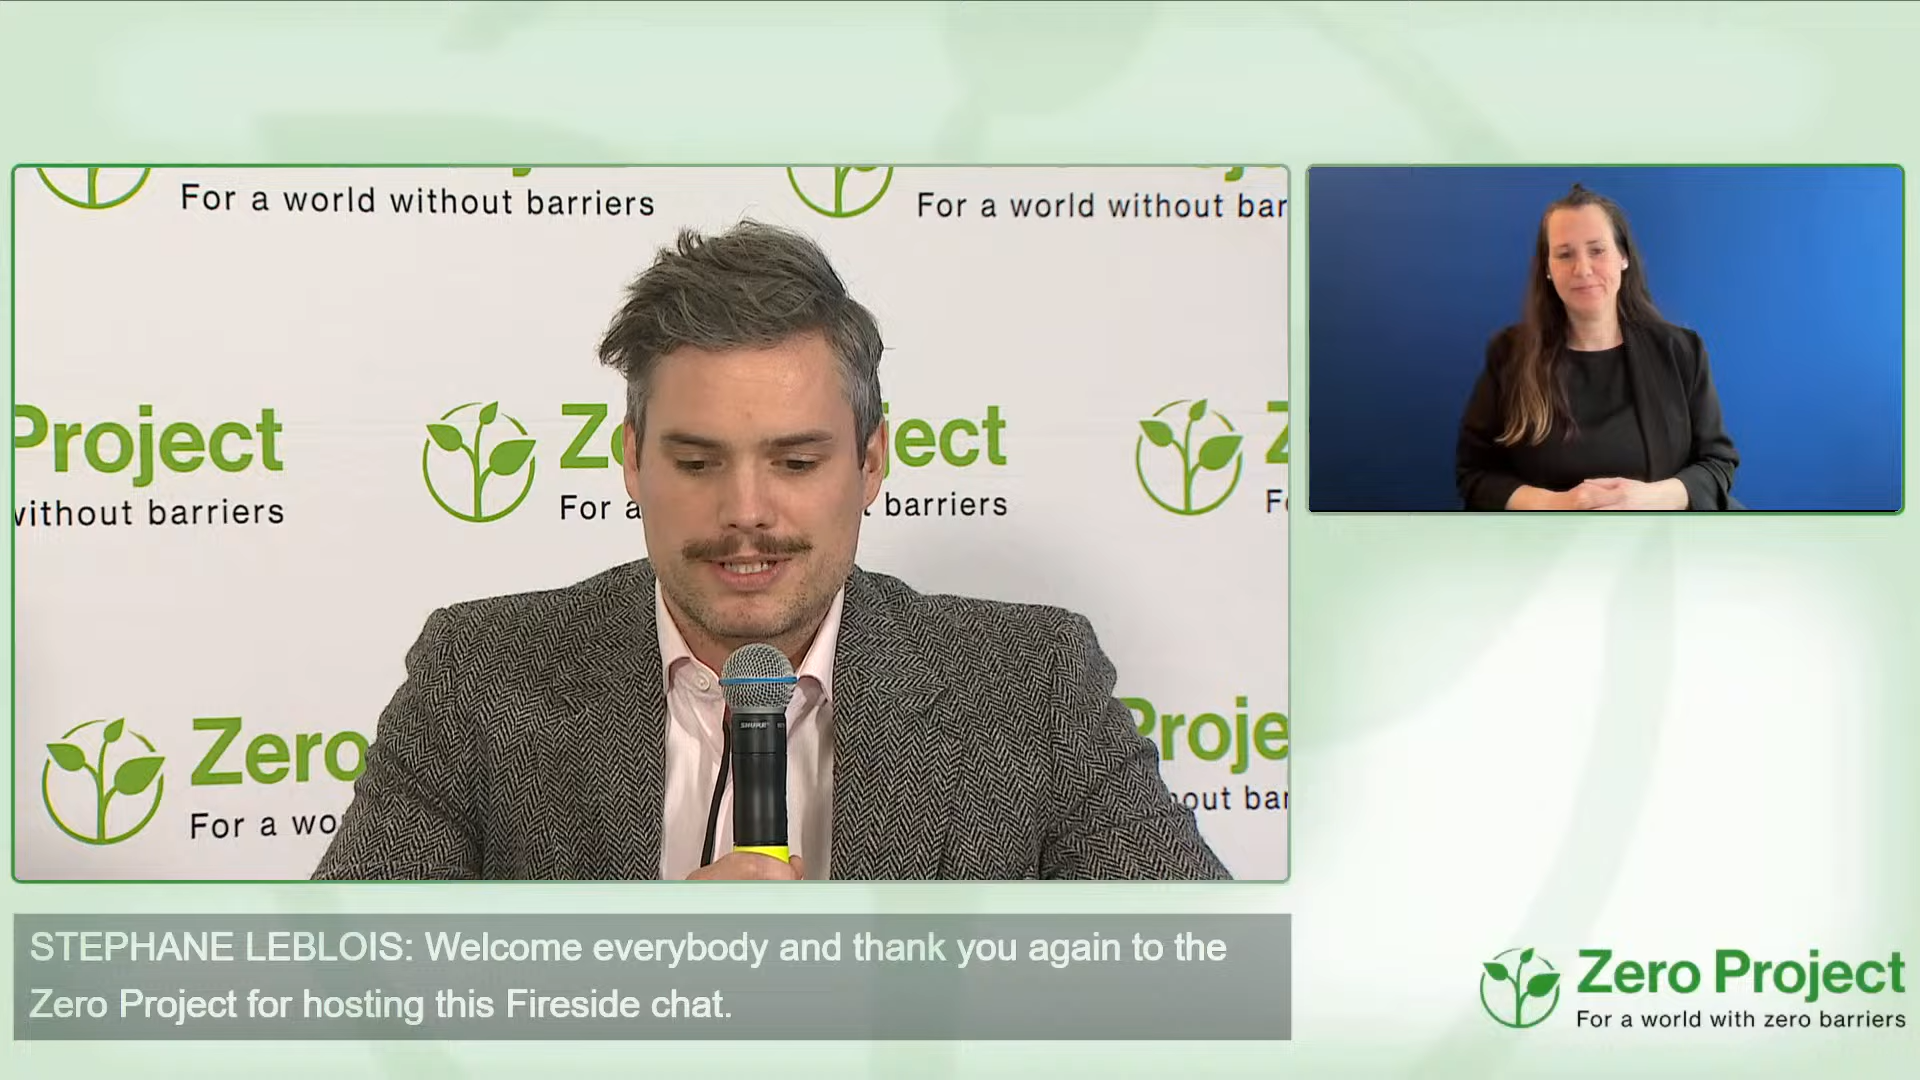 For a world without barriers
For a world without bar
Project
without barriers
Ze ject
For a barriers
Z
F
Zero
For a wo
Proje
out bar
SHURE
STEPHANE LEBLOIS: Welcome everybody and thank you again to the
Zero Project for hosting this Fireside chat.
Zero Project
For a world with zero barriers